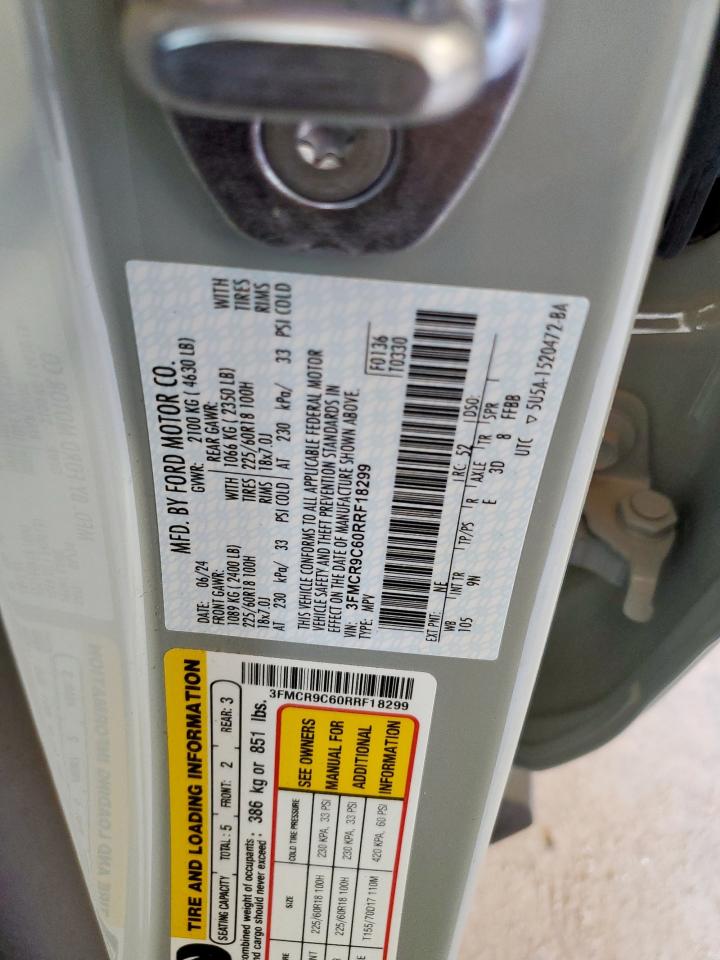 MFD. BY FORD MOTOR CO.
DATE: 06/24 GVWR: 2100 KG ( 4630 LB)
FRONT GAWR: REAR GAWR: WITH
1089 KG ( 2400 LB) WITH 1066 KG ( 2350 LB) TIRES
225/60R18 100H TIRES 225/60R18 100H RIMS
18x7.0J RIMS 18x7.0J
AT 230 kPa/ 33 PSI COLD AT 230 kPa/ 33 PSI COLD
THIS VEHICLE CONFORMS TO ALL APPLICABLE FEDERAL MOTOR
VEHICLE SAFETY AND THEFT PREVENTION STANDARDS IN
EFFECT ON THE DATE OF MANUFACTURE SHOWN ABOVE.
VIN: 3FMCR9C60RRF18299
TYPE: MPV
F0136
T0330
EXT PNT: NE RC: 52 DSO:
WB INT TR TP/PS R AXLE TR SPR
105 9N E 3D 8 FFBB
UTC ▽ 5U5A-1520472-BA
TIRE AND LOADING INFORMATION
SEATING CAPACITY TOTAL: 5 FRONT: 2 REAR: 3
combined weight of occupants
and cargo should never exceed: 386 kg or 851 lbs.
3FMCR9C60RRF18299
SIZE COLD TIRE PRESSURE
225/60R18 100H 230 KPA, 33 PSI
225/60R18 100H 230 KPA, 33 PSI
T155/70D17 110M 420 KPA, 60 PSI
SEE OWNERS
MANUAL FOR
ADDITIONAL
INFORMATION